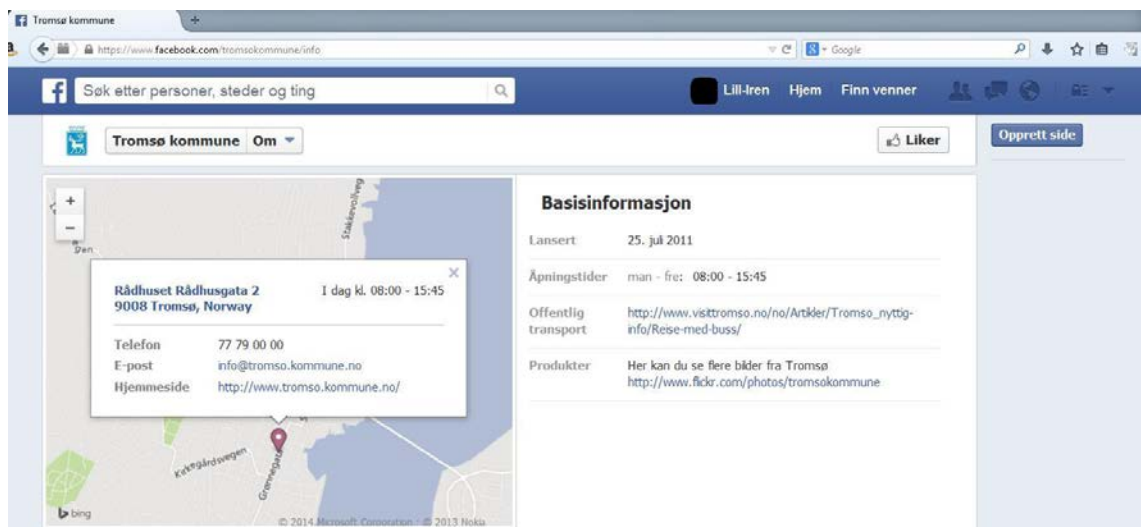 Tromsø kommune
https://www.facebook.com/tromsokommune/info
Google
Søk etter personer, steder og ting
Lill-Iren Hjem Finn venner
Tromsø kommune Om
Liker
Opprett side
Stakkevollveg
Basisinformasjon
Lansert 25. juli 2011
Åpningstider man - fre: 08:00 - 15:45
Offentlig transport http://www.visittromso.no/no/Artikler/Tromso_nyttig-
info/Reise-med-buss/
Produkter Her kan du se flere bilder fra Tromsø
http://www.flickr.com/photos/tromsokommune
Rådhuset Rådhusgata 2 I dag kl. 08:00 - 15:45
9008 Tromsø, Norway
Telefon 77 79 00 00
E-post info@tromso.kommune.no
Hjemmeside http://www.tromso.kommune.no/
Kirkegårdsvegen
bing
© 2014 Microsoft Corporation © 2013 Nokia